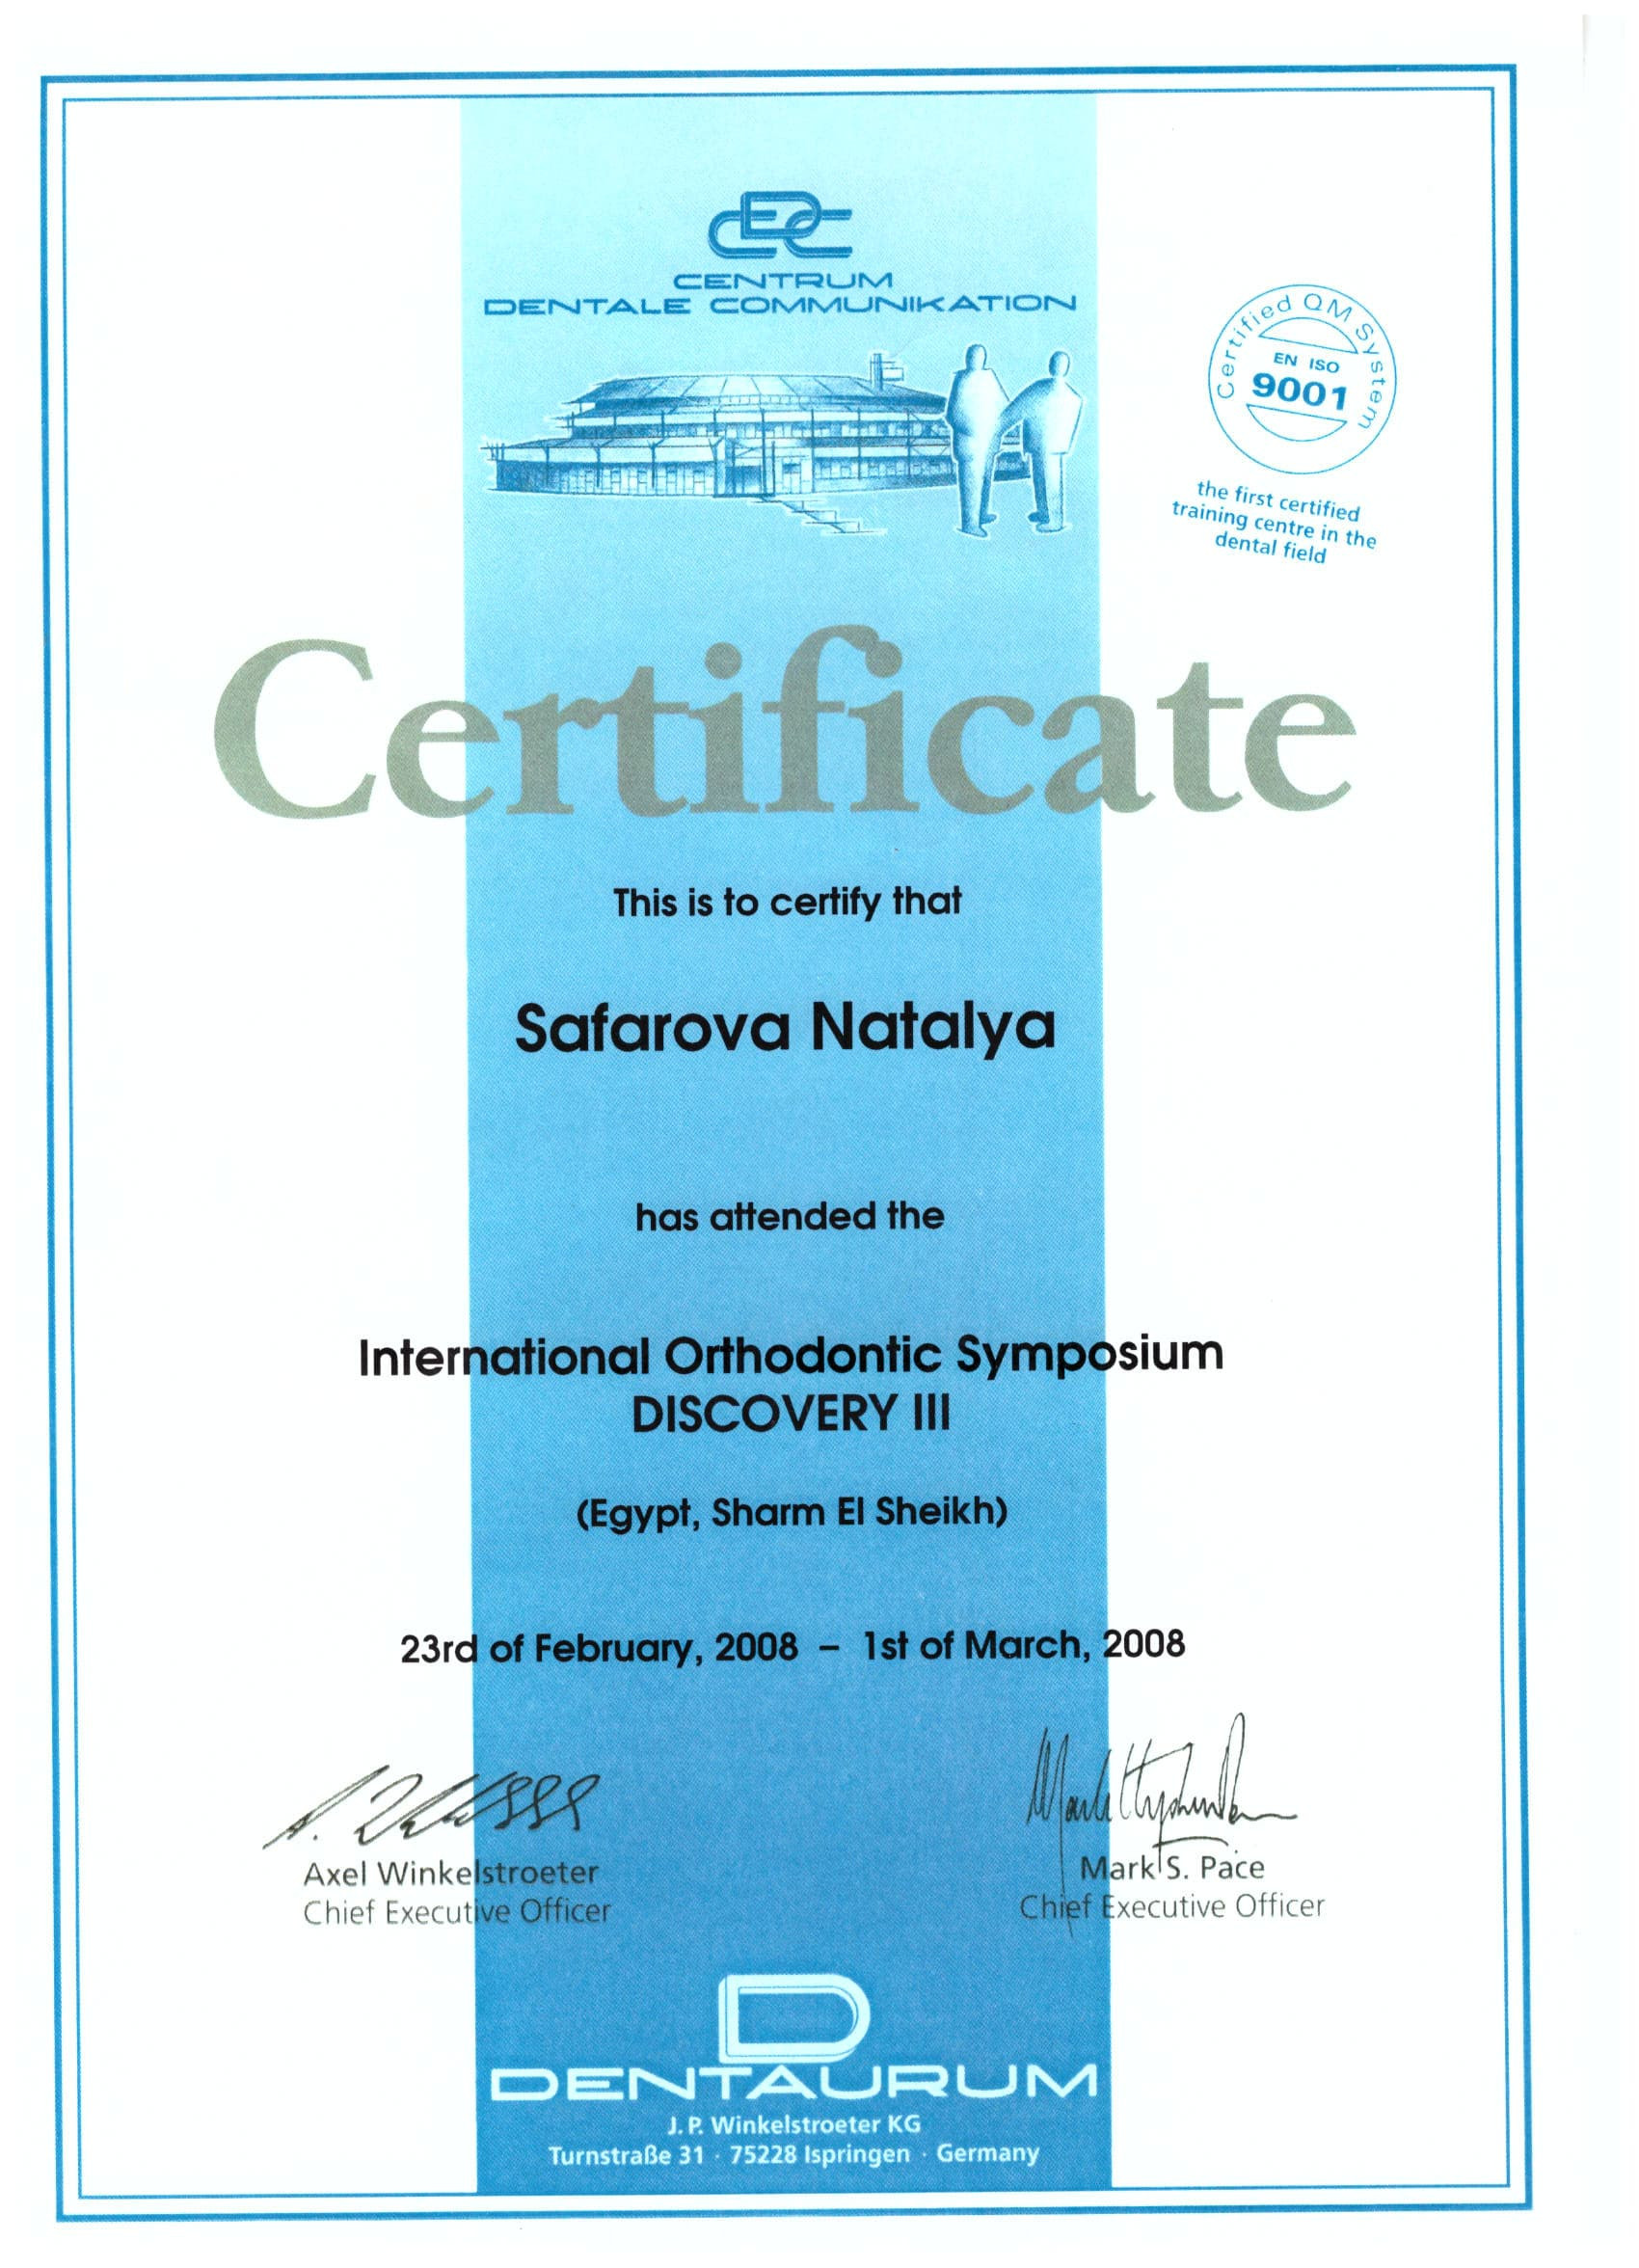 CDC
CENTRUM
DENTALE COMMUNIKATION
Certified QM System
EN ISO
9001
the first certified
training centre in the
dental field
Certificate
This is to certify that
Safarova Natalya
has attended the
International Orthodontic Symposium
DISCOVERY III
(Egypt, Sharm El Sheikh)
23rd of February, 2008 – 1st of March, 2008
Axel Winkelstroeter
Chief Executive Officer
Mark S. Pace
Chief Executive Officer
D
DENTAURUM
J. P. Winkelstroeter KG
Turnstraße 31 · 75228 Ispringen · Germany